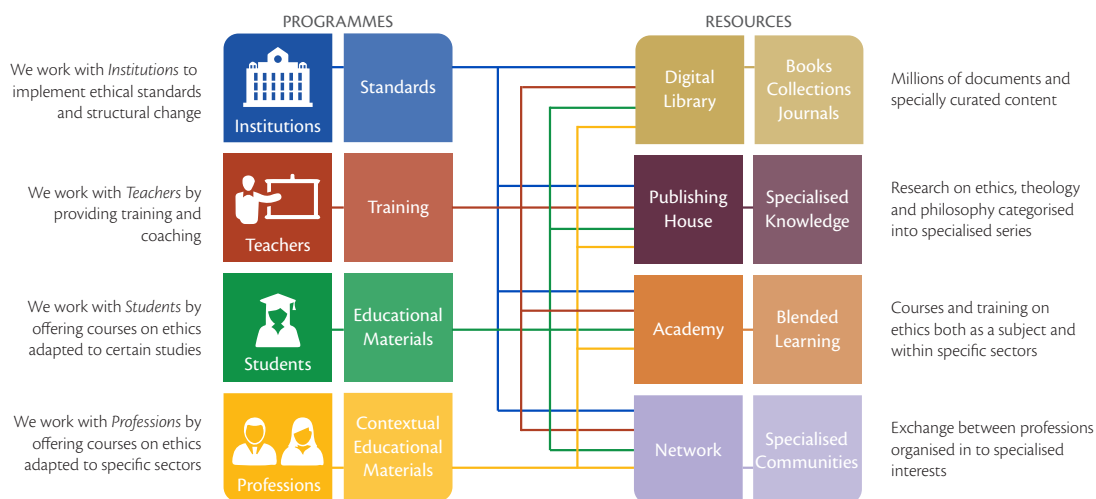 PROGRAMMES
RESOURCES
We work with Institutions to
implement ethical standards
and structural change
Institutions
Standards
Digital
Library
Books
Collections
Journals
Millions of documents and
specially curated content
We work with Teachers by
providing training and
coaching
Teachers
Training
Publishing
House
Specialised
Knowledge
Research on ethics, theology
and philosophy categorised
into specialised series
We work with Students by
offering courses on ethics
adapted to certain studies
Students
Educational
Materials
Academy
Blended
Learning
Courses and training on
ethics both as a subject and
within specific sectors
We work with Professions by
offering courses on ethics
adapted to specific sectors
Professions
Contextual
Educational
Materials
Network
Specialised
Communities
Exchange between professions
organised in to specialised
interests